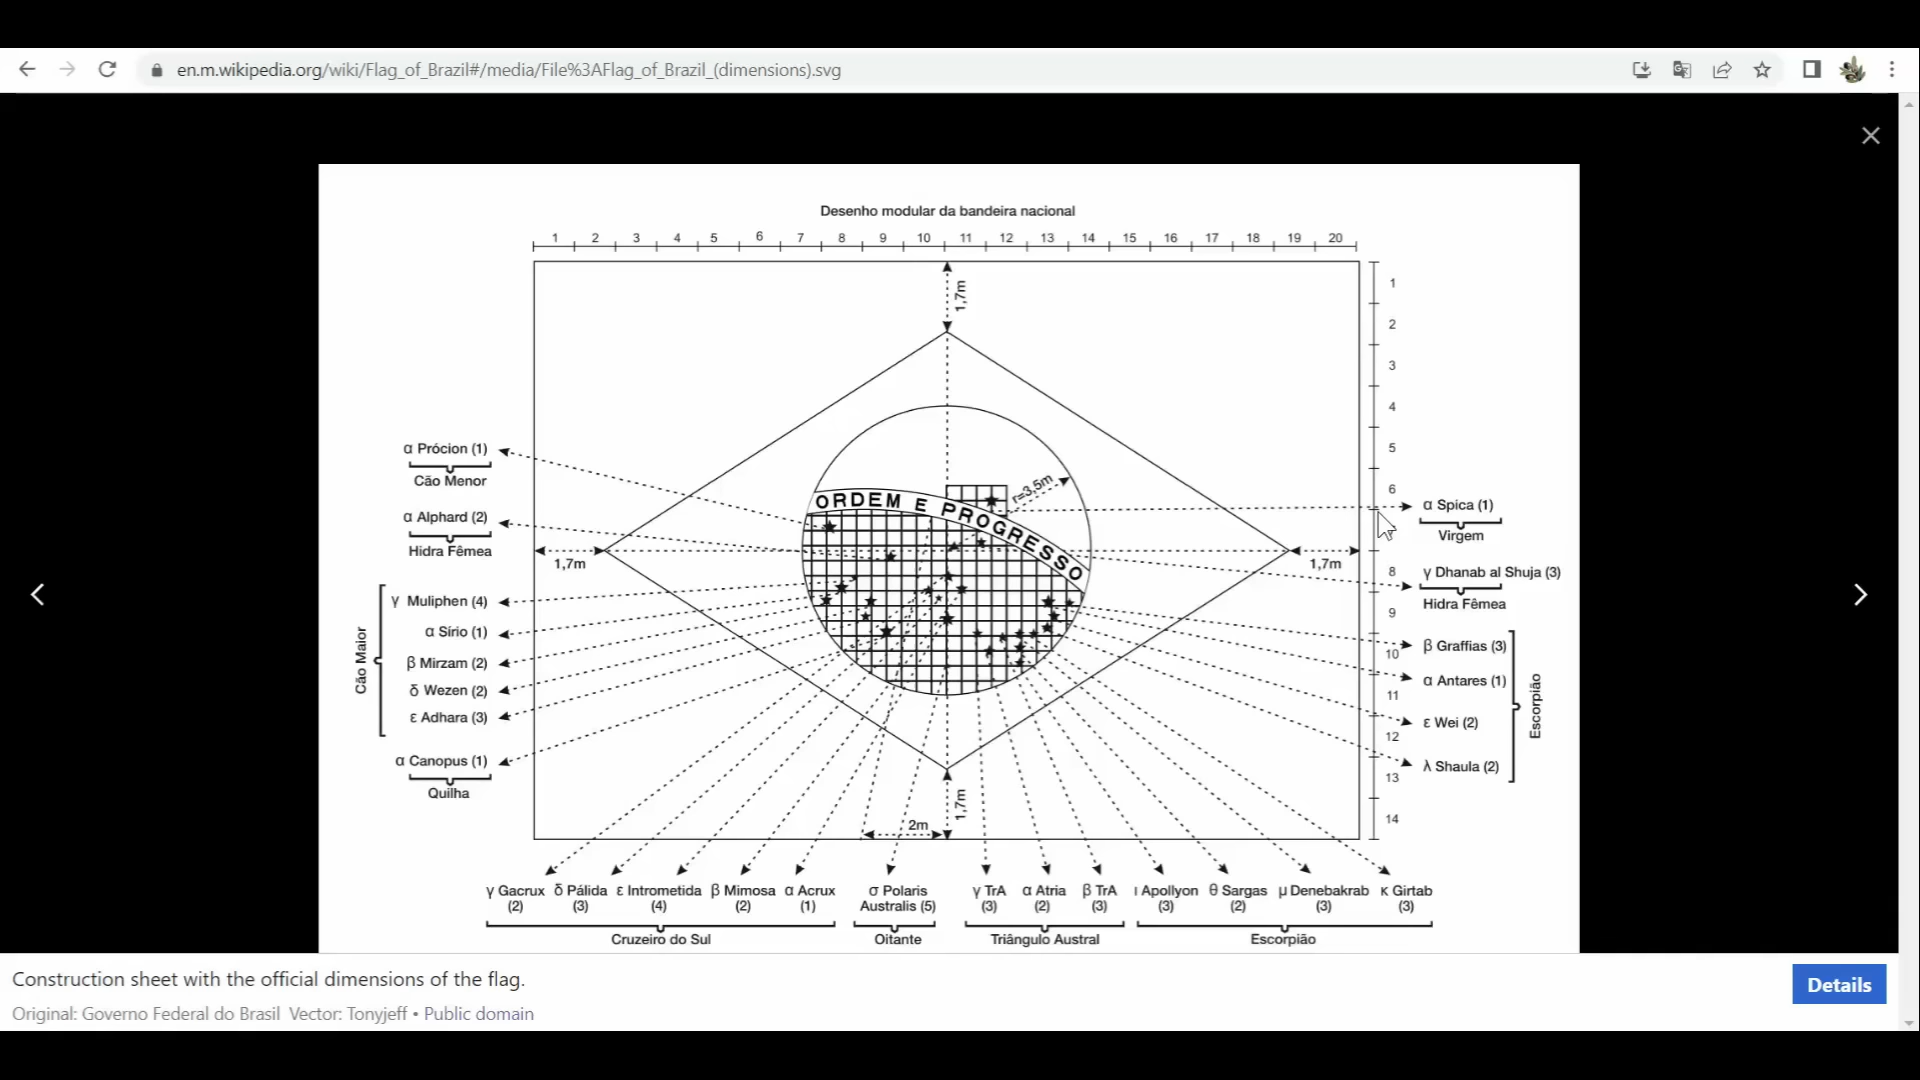 en.m.wikipedia.org/wiki/Flag_of_Brazil#/media/File%3AFlag_of_Brazil_(dimensions).svg
Desenho modular da bandeira nacional
1 2 3 4 5 6 7 8 9 10 11 12 13 14 15 16 17 18 19 20
1
2
3
4
5
6
8
9
10
11
12
13
14
1,7m
1,7m
1,7m
1,7m
2m
r=3,5m
ORDEM E PROGRESSO
α Prócion (1)
Cão Menor
α Alphard (2)
Hidra Fêmea
Cão Maior
γ Muliphen (4)
α Sírio (1)
β Mirzam (2)
δ Wezen (2)
ε Adhara (3)
α Canopus (1)
Quilha
α Spica (1)
Virgem
γ Dhanab al Shuja (3)
Hidra Fêmea
β Graffias (3)
α Antares (1)
ε Wei (2)
λ Shaula (2)
Escorpião
γ Gacrux δ Pálida ε Intrometida β Mimosa α Acrux σ Polaris γ TrA α Atria β TrA ι Apollyon θ Sargas μ Denebakrab κ Girtab
(2) (3) (4) (2) (1) Australis (5) (3) (2) (3) (3) (2) (3) (3)
Cruzeiro do Sul Oitante Triângulo Austral Escorpião
Construction sheet with the official dimensions of the flag.
Details
Original: Governo Federal do Brasil Vector: Tonyjeff • Public domain